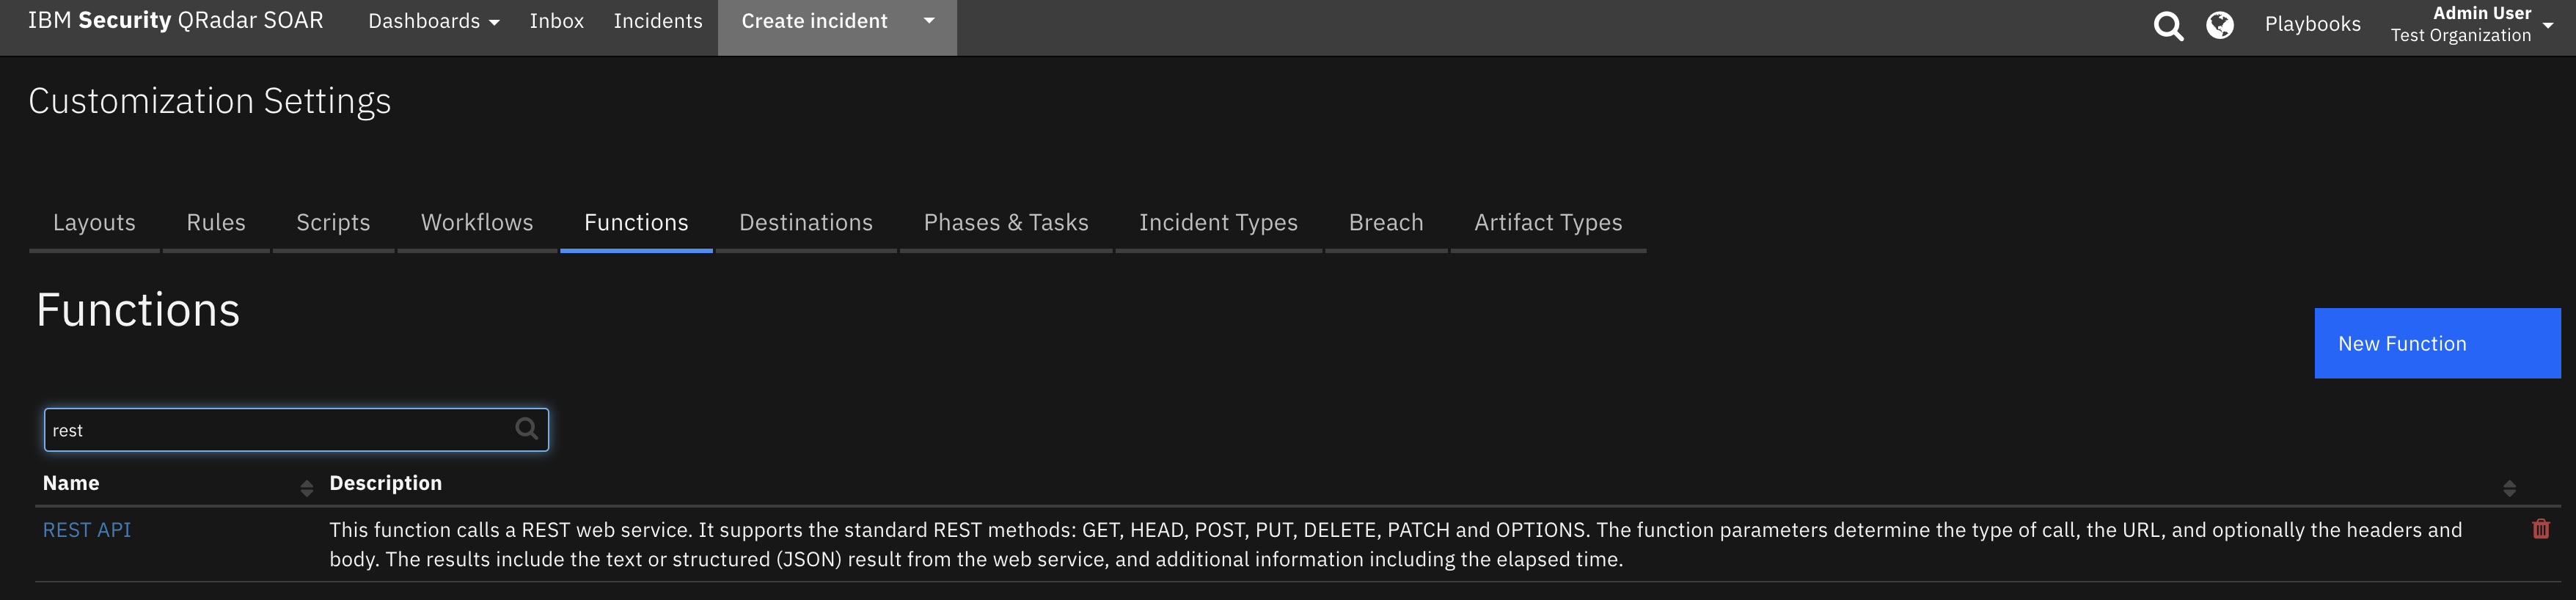 IBM Security QRadar SOAR Dashboards Inbox Incidents Create incident Playbooks Admin User
Test Organization
Customization Settings
Layouts Rules Scripts Workflows Functions Destinations Phases & Tasks Incident Types Breach Artifact Types
Functions
New Function
rest
Name Description
REST API This function calls a REST web service. It supports the standard REST methods: GET, HEAD, POST, PUT, DELETE, PATCH and OPTIONS. The function parameters determine the type of call, the URL, and optionally the headers and
body. The results include the text or structured (JSON) result from the web service, and additional information including the elapsed time.